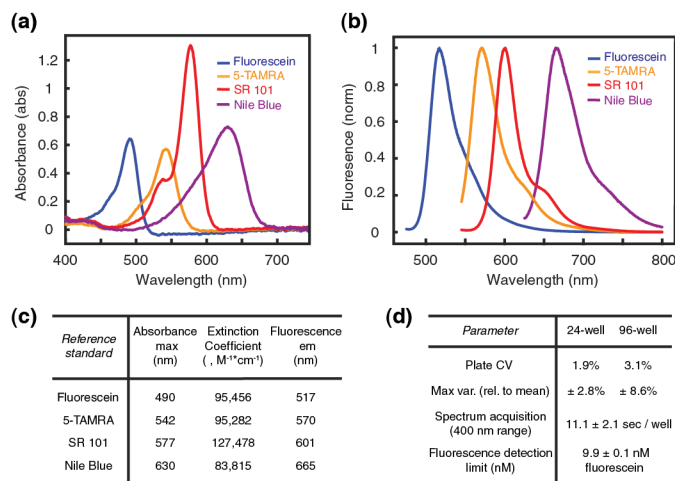 (a)
Fluorescein
5-TAMRA
SR 101
Nile Blue
Absorbance (abs)
1.2
1
0.8
0.6
0.4
0.2
0
400 500 600 700
Wavelength (nm)
(b)
Fluorescein
5-TAMRA
SR 101
Nile Blue
Fluoresence (norm)
1
0.8
0.6
0.4
0.2
500 600 700 800
Wavelength (nm)
(c)
Reference standard Absorbance max (nm) Extinction Coefficient ( , M⁻¹*cm⁻¹) Fluorescence em (nm)
Fluorescein 490 95,456 517
5-TAMRA 542 95,282 570
SR 101 577 127,478 601
Nile Blue 630 83,815 665
(d)
Parameter 24-well 96-well
Plate CV 1.9% 3.1%
Max var. (rel. to mean) ± 2.8% ± 8.6%
Spectrum acquisition (400 nm range) 11.1 ± 2.1 sec / well
Fluorescence detection limit (nM) 9.9 ± 0.1 nM fluorescein